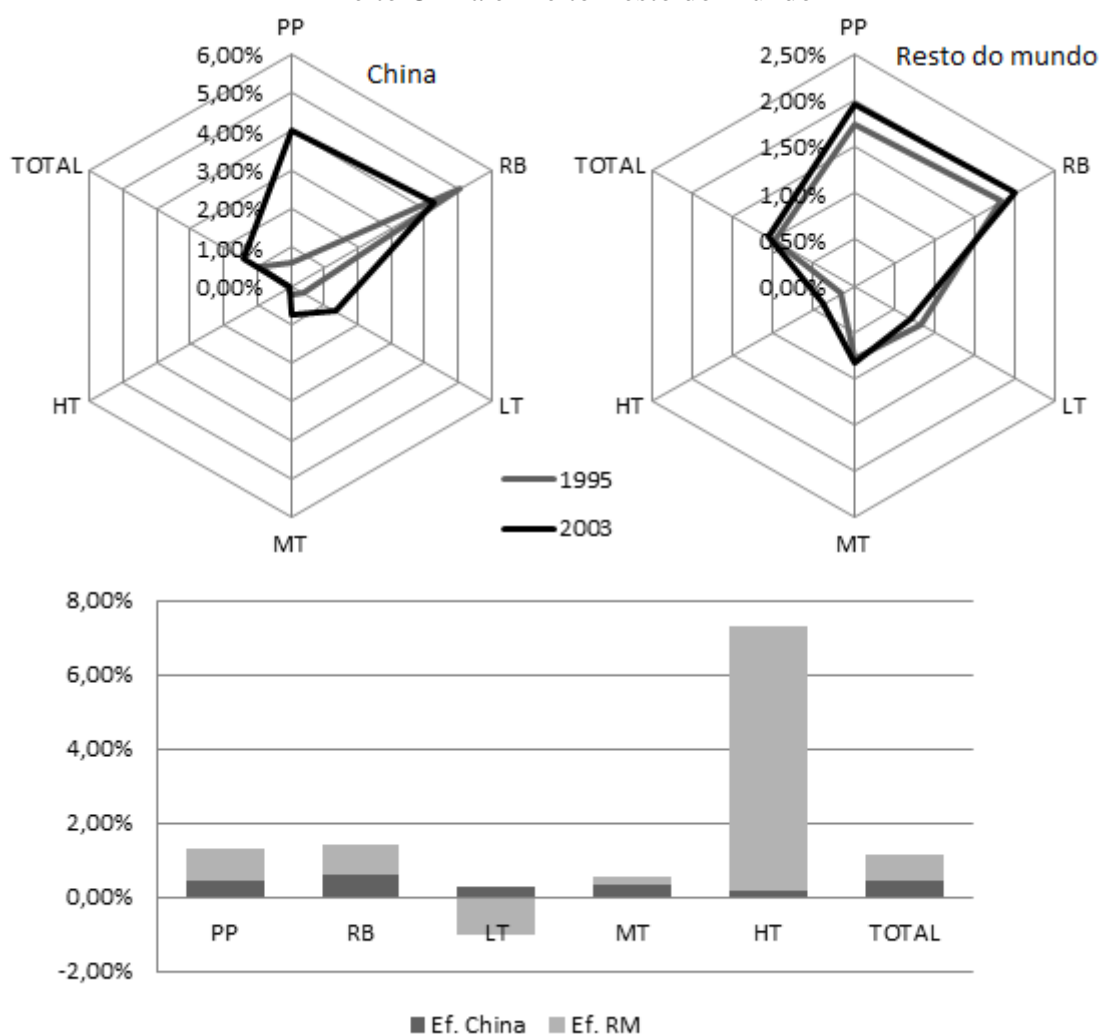 PP
6,00%
5,00%
4,00%
3,00%
2,00%
1,00%
0,00%
China
TOTAL
RB
HT
LT
MT
PP
2,50%
2,00%
1,50%
1,00%
0,50%
0,00%
Resto do mundo
TOTAL
RB
HT
LT
MT
1995
2003
8,00%
6,00%
4,00%
2,00%
0,00%
-2,00%
PP RB LT MT HT TOTAL
Ef. China Ef. RM